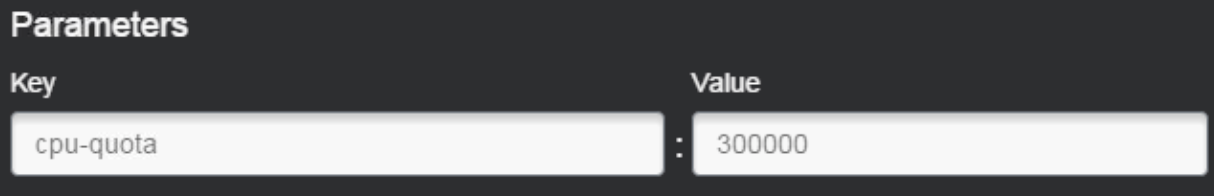 Parameters
Key Value
cpu-quota : 300000